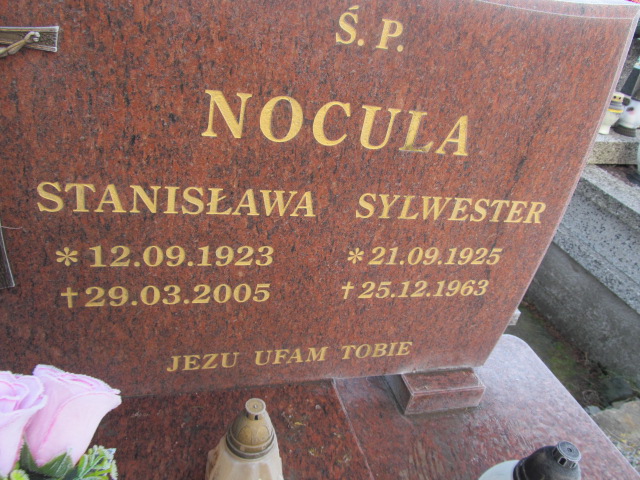 Ś. P.
NOCULA
STANISŁAWA SYLWESTER
* 12.09.1923 * 21.09.1925
† 29.03.2005 † 25.12.1963
JEZU UFAM TOBIE